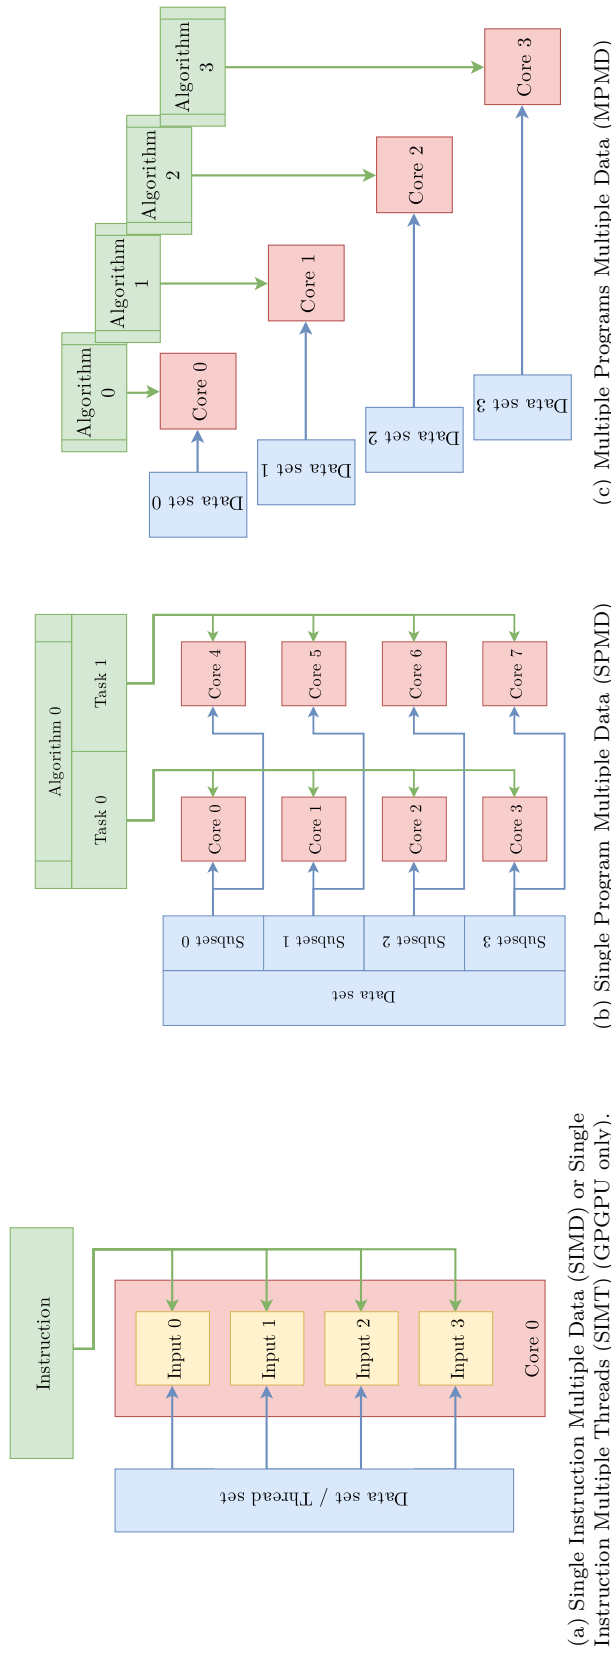 Instruction
Data set / Thread set
Input 0
Input 1
Input 2
Input 3
Core 0
(a) Single Instruction Multiple Data (SIMD) or Single
Instruction Multiple Threads (SIMT) (GPGPU only).
Algorithm 0
Task 0
Task 1
Data set
Subset 0
Subset 1
Subset 2
Subset 3
Core 0
Core 1
Core 2
Core 3
Core 4
Core 5
Core 6
Core 7
(b) Single Program Multiple Data (SPMD)
Algorithm
0
Algorithm
1
Algorithm
2
Algorithm
3
Data set 0
Data set 1
Data set 2
Data set 3
Core 0
Core 1
Core 2
Core 3
(c) Multiple Programs Multiple Data (MPMD)